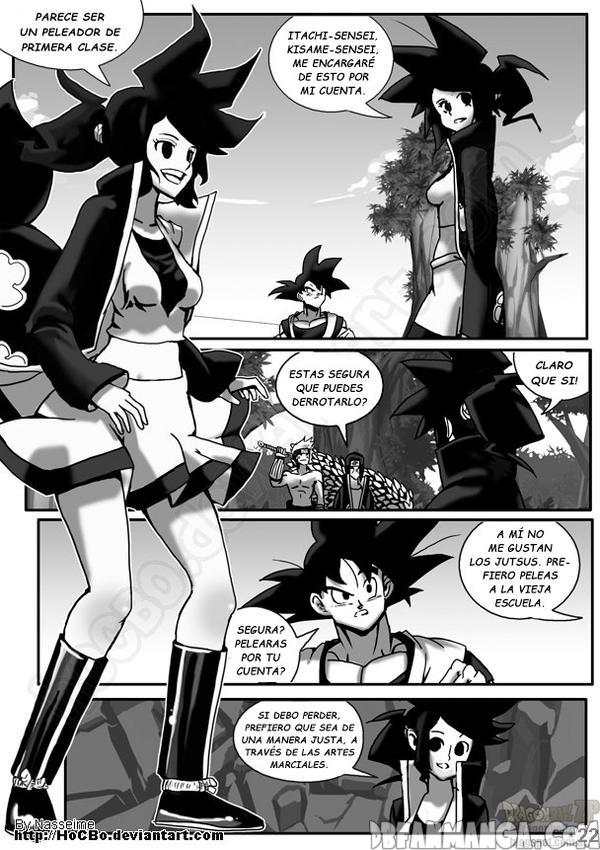 PARECE SER
UN PELEADOR DE
PRIMERA CLASE.
ITACHI-SENSEI,
KISAME-SENSEI,
ME ENCARGARÉ
DE ESTO POR
MI CUENTA.
ESTAS SEGURA
QUE PUEDES
DERROTARLO?
CLARO
QUE SI!
A MÍ NO
ME GUSTAN
LOS JUTSUS. PRE-
FIERO PELEAS
A LA VIEJA
ESCUELA.
SEGURA?
PELEARAS
POR TU
CUENTA?
SI DEBO PERDER,
PREFIERO QUE SEA DE
UNA MANERA JUSTA, A
TRAVÉS DE LAS ARTES
MARCIALES.
By Nasselme
http://HoCBo.deviantart.com
DBFANMANGA.CO
22